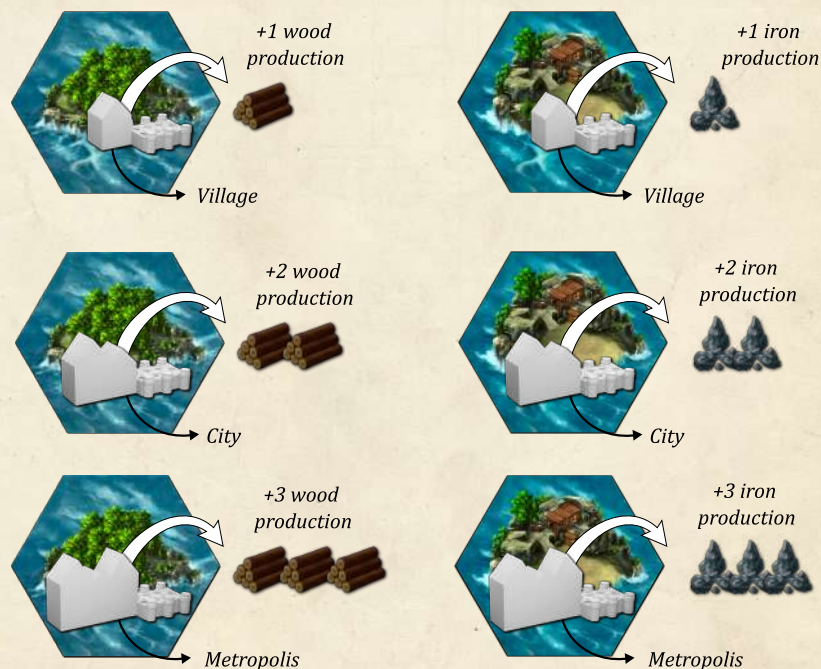 +1 wood
production
Village
+1 iron
production
Village
+2 wood
production
City
+2 iron
production
City
+3 wood
production
Metropolis
+3 iron
production
Metropolis